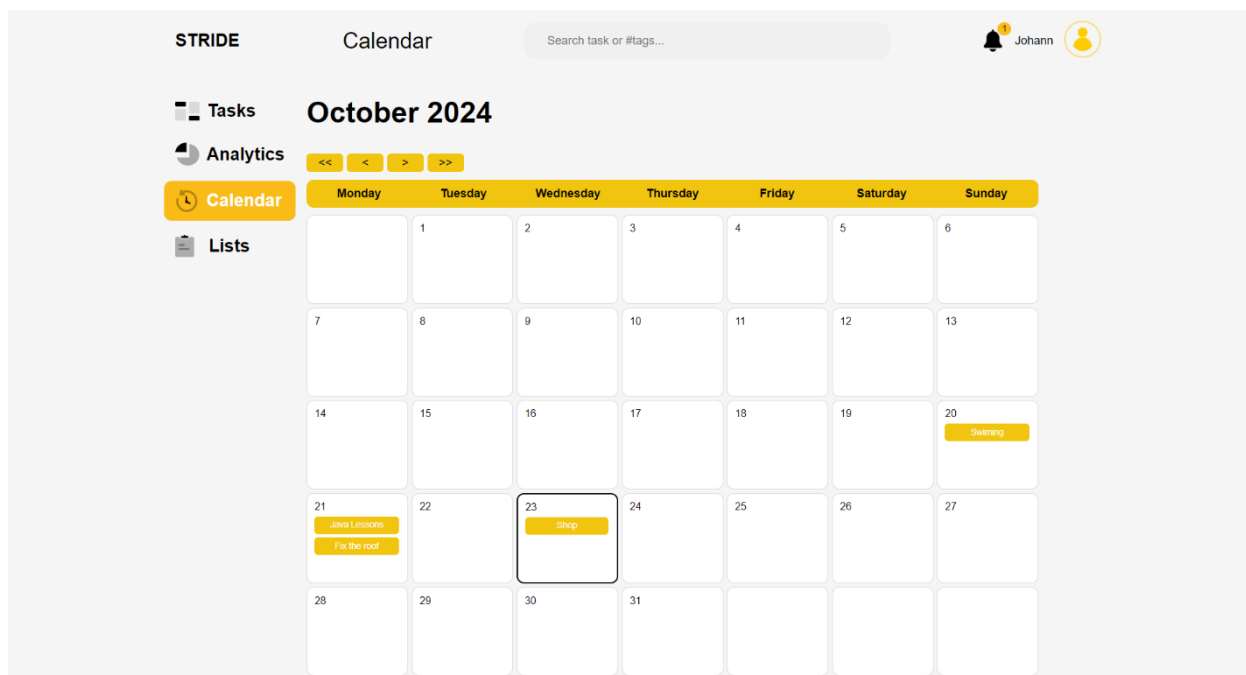 STRIDE
Calendar
Search task or #tags...
1
Johann
Tasks
Analytics
Calendar
Lists
October 2024
<<
<
>
>>
Monday Tuesday Wednesday Thursday Friday Saturday Sunday
1 2 3 4 5 6
7 8 9 10 11 12 13
14 15 16 17 18 19 20
Swiming
21 22 23 24 25 26 27
Java Lessons Shop
Fix the roof
28 29 30 31